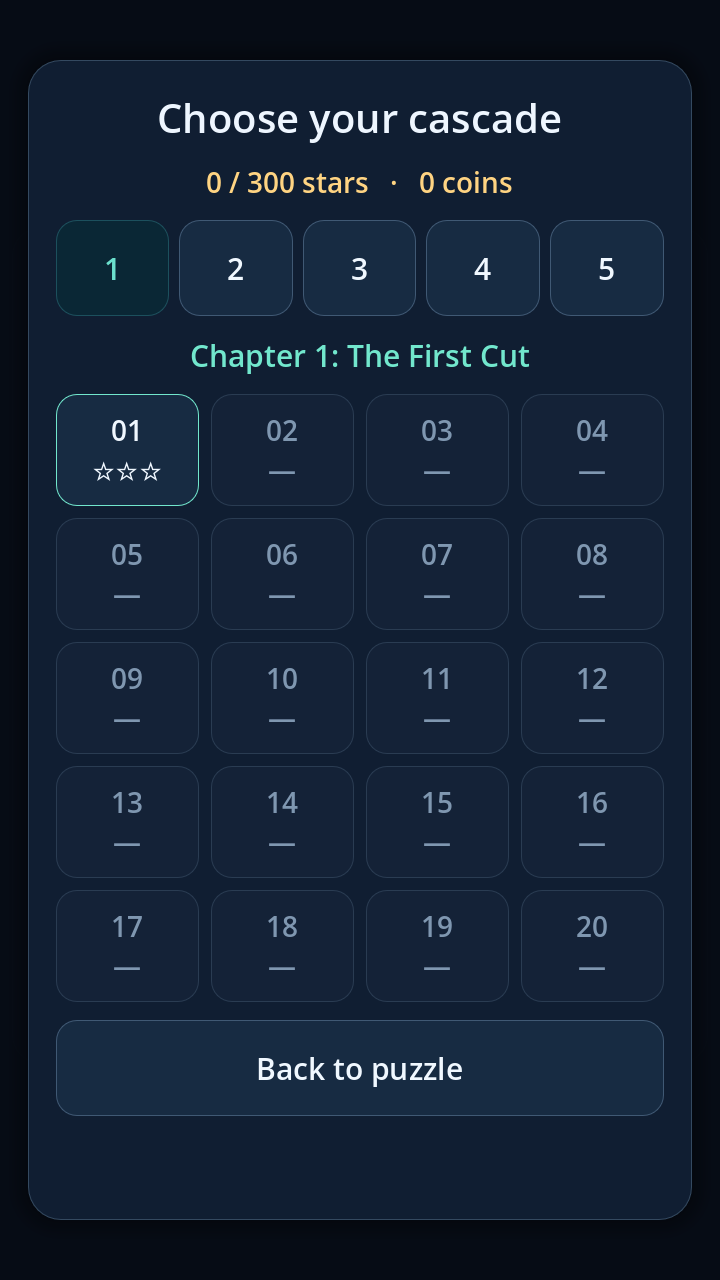 Choose your cascade
0 / 300 stars · 0 coins
1 2 3 4 5
Chapter 1: The First Cut
01 02 03 04
☆☆☆ — — —
05 06 07 08
— — — —
09 10 11 12
— — — —
13 14 15 16
— — — —
17 18 19 20
— — — —
Back to puzzle